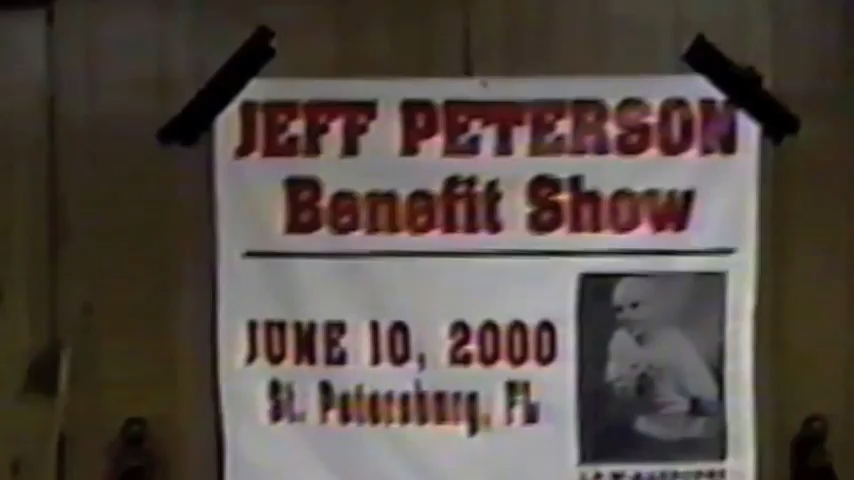 JEFF PETERSON
Benefit Show
JUNE 10, 2000
St. Petersburg, FL